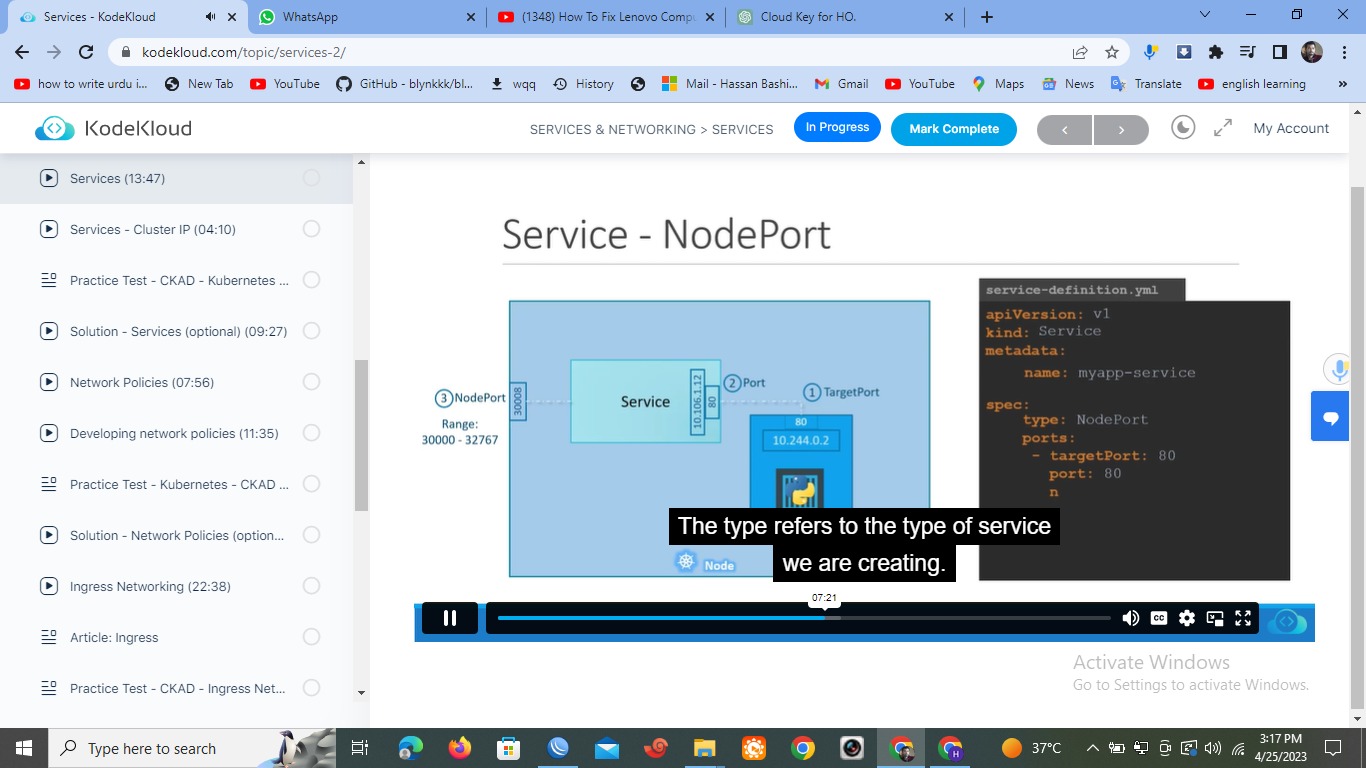 Services - KodeKloud
WhatsApp
(1348) How To Fix Lenovo Compu
Cloud Key for HO.
kodekloud.com/topic/services-2/
how to write urdu i...
New Tab
YouTube
GitHub - blynkkk/bl...
wqq
History
Mail - Hassan Bashi...
Gmail
YouTube
Maps
News
Translate
english learning
»
KodeKloud
SERVICES & NETWORKING > SERVICES
In Progress
Mark Complete
<
>
My Account
Services (13:47)
Services - Cluster IP (04:10)
Practice Test - CKAD - Kubernetes ...
Solution - Services (optional) (09:27)
Network Policies (07:56)
Developing network policies (11:35)
Practice Test - Kubernetes - CKAD ...
Solution - Network Policies (option...
Ingress Networking (22:38)
Article: Ingress
Practice Test - CKAD - Ingress Net...
Service - NodePort
3 NodePort
Range:
30000 - 32767
30008
Service
10.106.1.12
80
2 Port
1 TargetPort
80
10.244.0.2
Node
service-definition.yml
apiVersion: v1
kind: Service
metadata:
name: myapp-service
spec:
type: NodePort
ports:
- targetPort: 80
port: 80
n
The type refers to the type of service
we are creating.
07:21
CC
Activate Windows
Go to Settings to activate Windows.
Type here to search
H
37°C
3:17 PM
4/25/2023